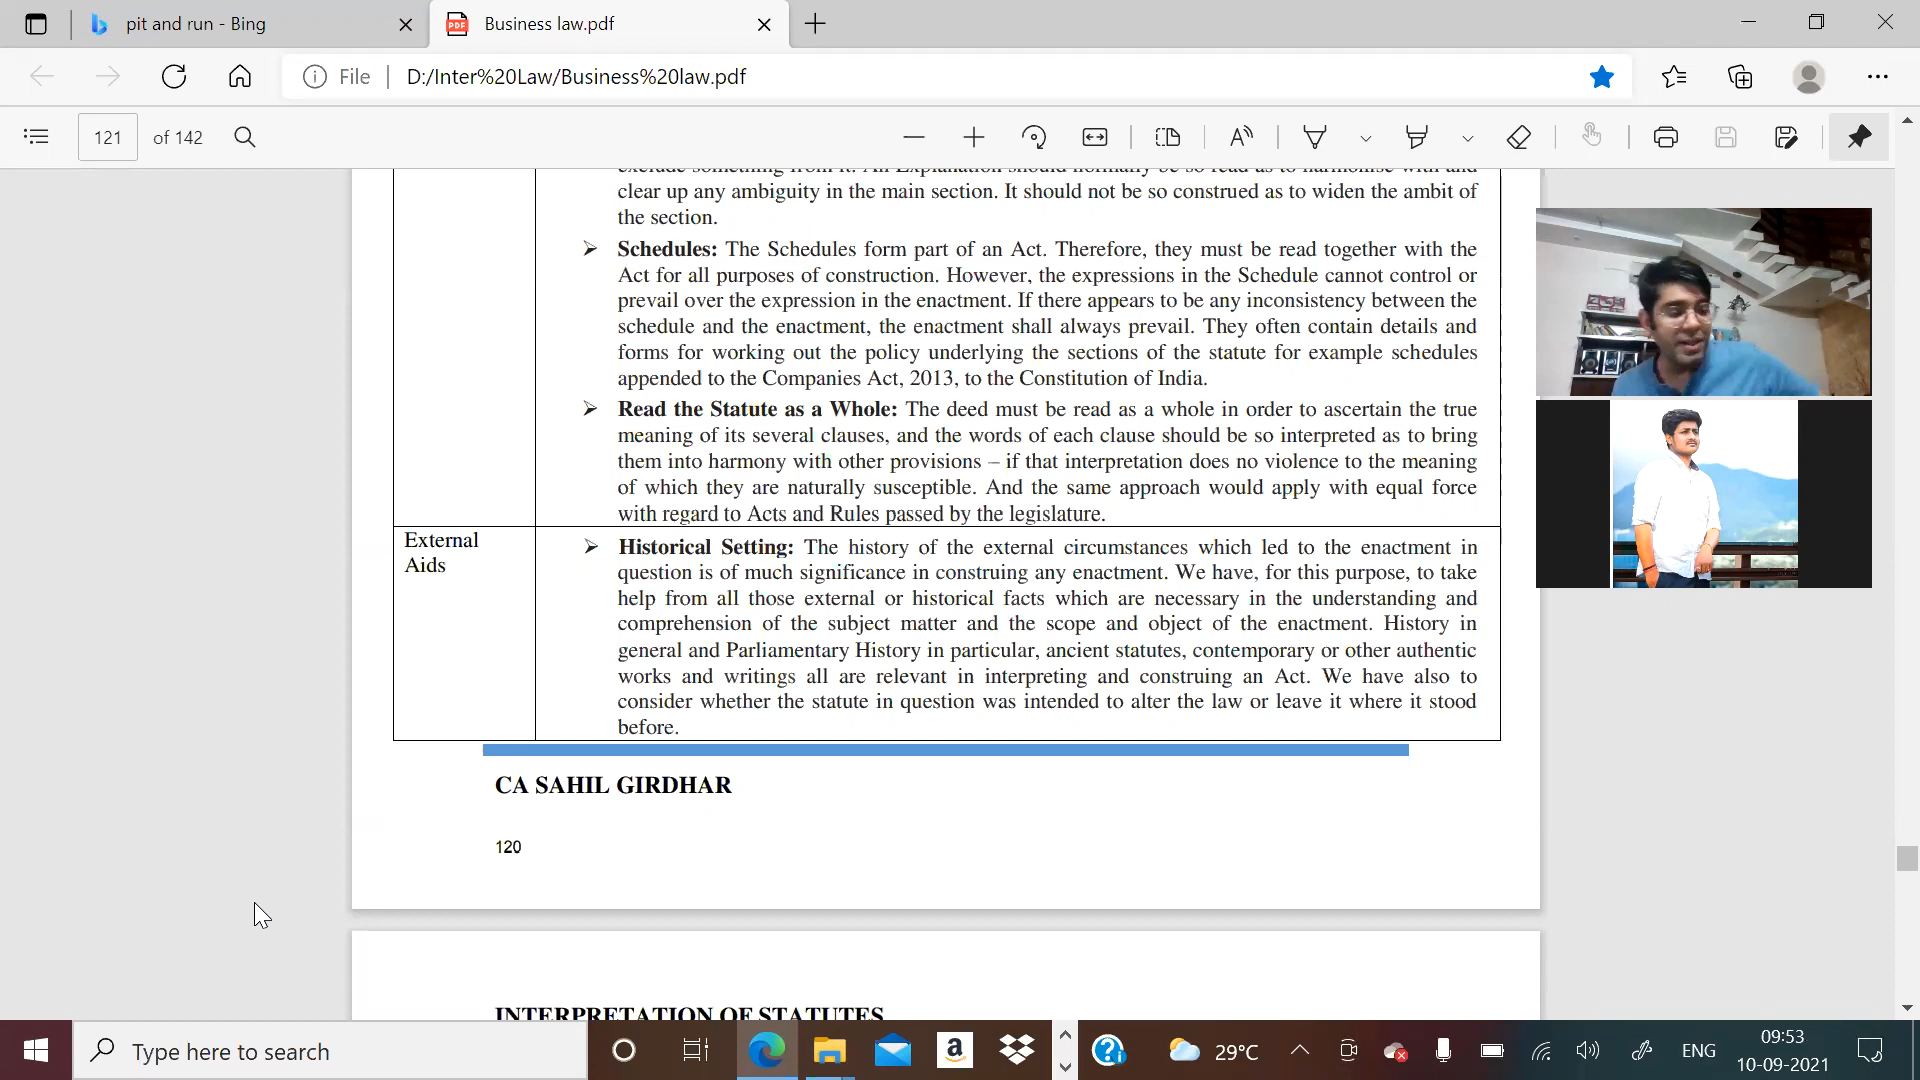 pit and run - Bing
PDF
Business law.pdf
File
D:/Inter%20Law/Business%20law.pdf
121
of 142
exclude something from it. An Explanation should normally be so read as to harmonise with and
clear up any ambiguity in the main section. It should not be so construed as to widen the ambit of
the section.
Schedules: The Schedules form part of an Act. Therefore, they must be read together with the
Act for all purposes of construction. However, the expressions in the Schedule cannot control or
prevail over the expression in the enactment. If there appears to be any inconsistency between the
schedule and the enactment, the enactment shall always prevail. They often contain details and
forms for working out the policy underlying the sections of the statute for example schedules
appended to the Companies Act, 2013, to the Constitution of India.
Read the Statute as a Whole: The deed must be read as a whole in order to ascertain the true
meaning of its several clauses, and the words of each clause should be so interpreted as to bring
them into harmony with other provisions – if that interpretation does no violence to the meaning
of which they are naturally susceptible. And the same approach would apply with equal force
with regard to Acts and Rules passed by the legislature.
External
Aids
Historical Setting: The history of the external circumstances which led to the enactment in
question is of much significance in construing any enactment. We have, for this purpose, to take
help from all those external or historical facts which are necessary in the understanding and
comprehension of the subject matter and the scope and object of the enactment. History in
general and Parliamentary History in particular, ancient statutes, contemporary or other authentic
works and writings all are relevant in interpreting and construing an Act. We have also to
consider whether the statute in question was intended to alter the law or leave it where it stood
before.
CA SAHIL GIRDHAR
120
INTERPRETATION OF STATUTES
Type here to search
29°C
ENG
09:53
10-09-2021